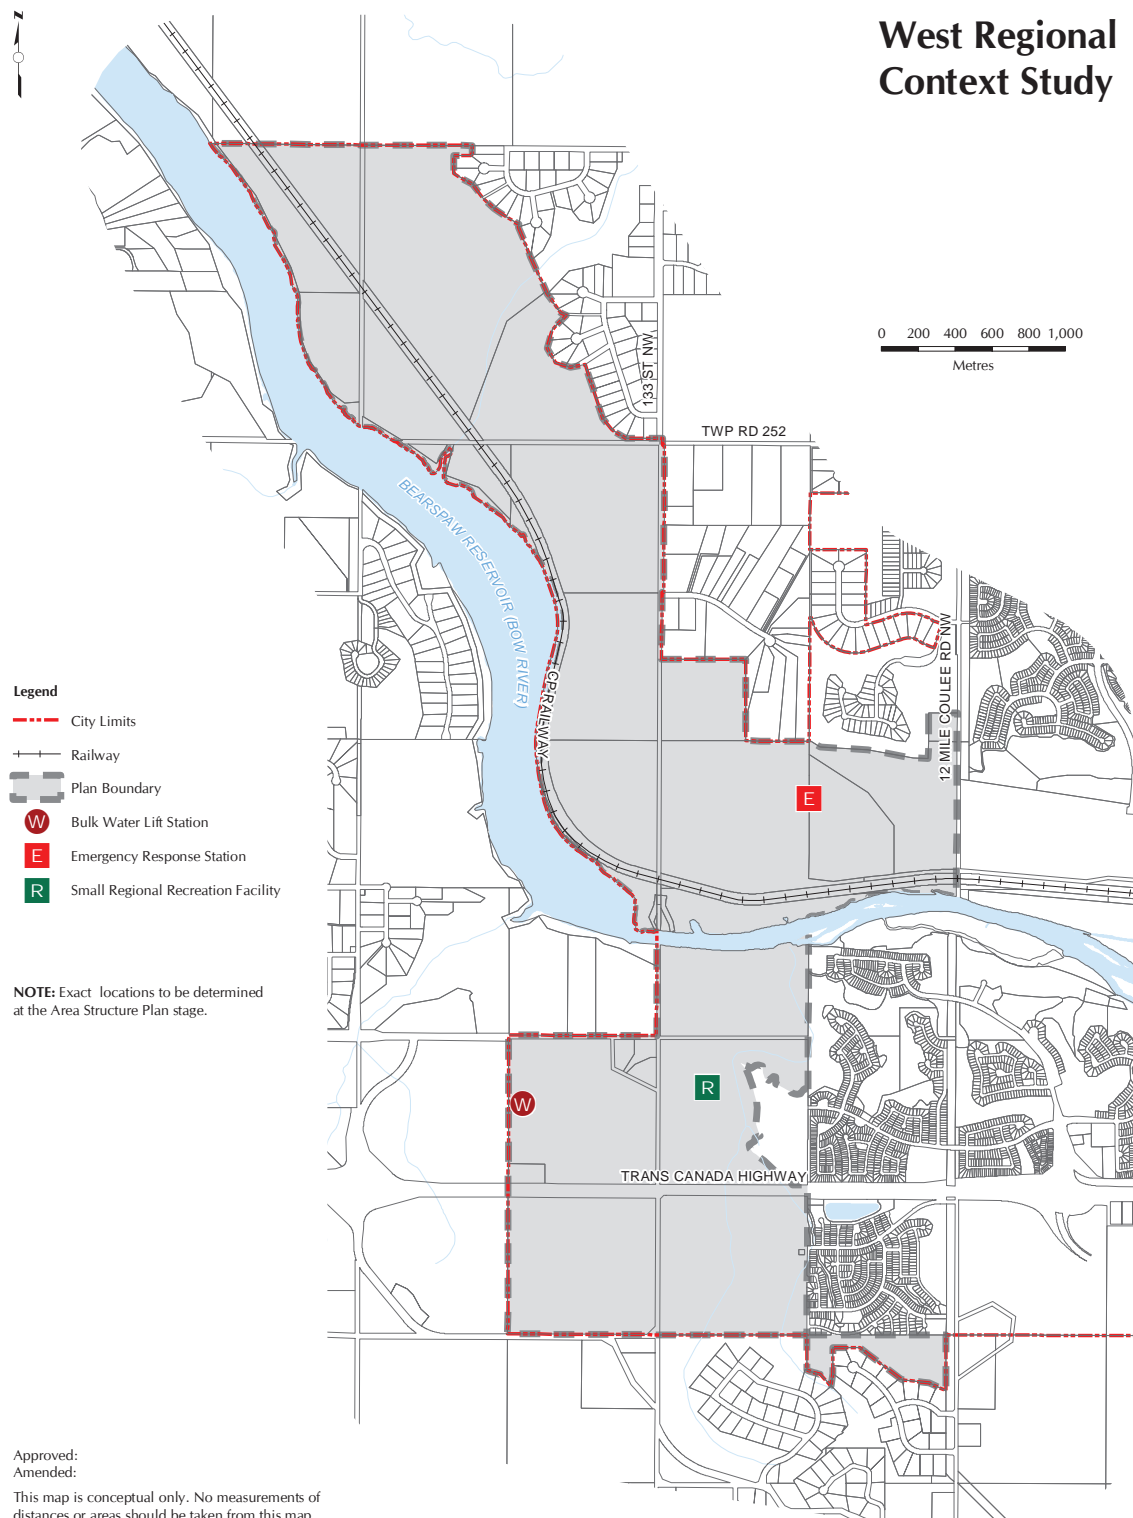 West Regional
Context Study
N
0 200 400 600 800 1,000
Metres
133 ST NW
TWP RD 252
BEARSPAW RESERVOIR (BOW RIVER)
CP RAILWAY
12 MILE COULEE RD NW
Legend
City Limits
Railway
Plan Boundary
W Bulk Water Lift Station
E Emergency Response Station
R Small Regional Recreation Facility
E
NOTE: Exact locations to be determined
at the Area Structure Plan stage.
R
W
TRANS CANADA HIGHWAY
Approved:
Amended:
This map is conceptual only. No measurements of
distances or areas should be taken from this map.